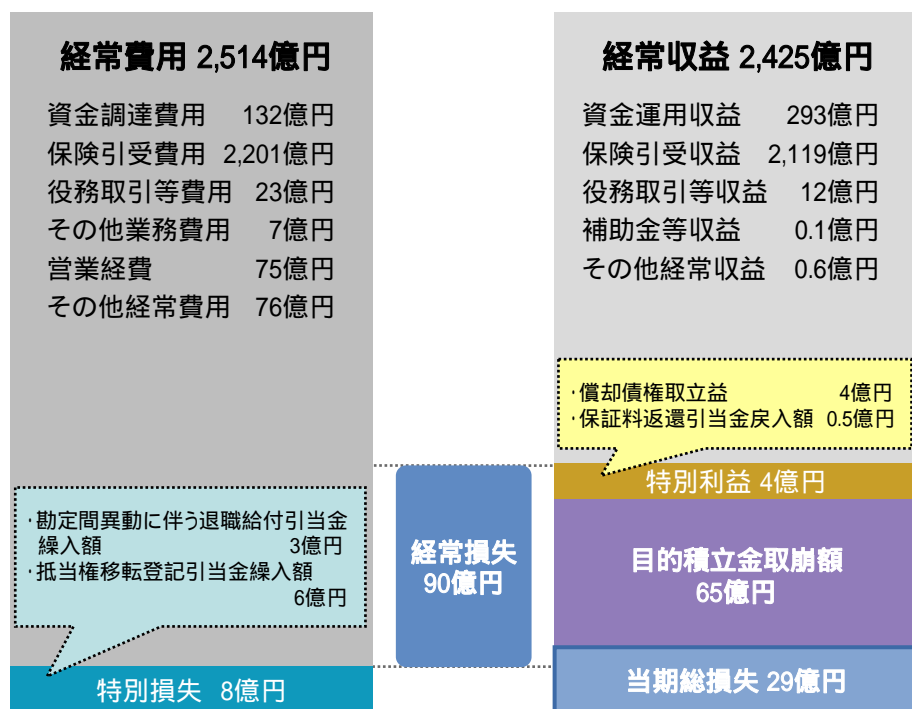 経常費用 2,514億円
資金調達費用 132億円
保険引受費用 2,201億円
役務取引等費用 23億円
その他業務費用 7億円
営業経費 75億円
その他経常費用 76億円
・勘定間異動に伴う退職給付引当金
繰入額 3億円
・抵当権移転登記引当金繰入額
6億円
特別損失 8億円
経常損失
90億円
経常収益 2,425億円
資金運用収益 293億円
保険引受収益 2,119億円
役務取引等収益 12億円
補助金等収益 0.1億円
その他経常収益 0.6億円
・償却債権取立益 4億円
・保証料返還引当金戻入額 0.5億円
特別利益 4億円
目的積立金取崩額
65億円
当期総損失 29億円